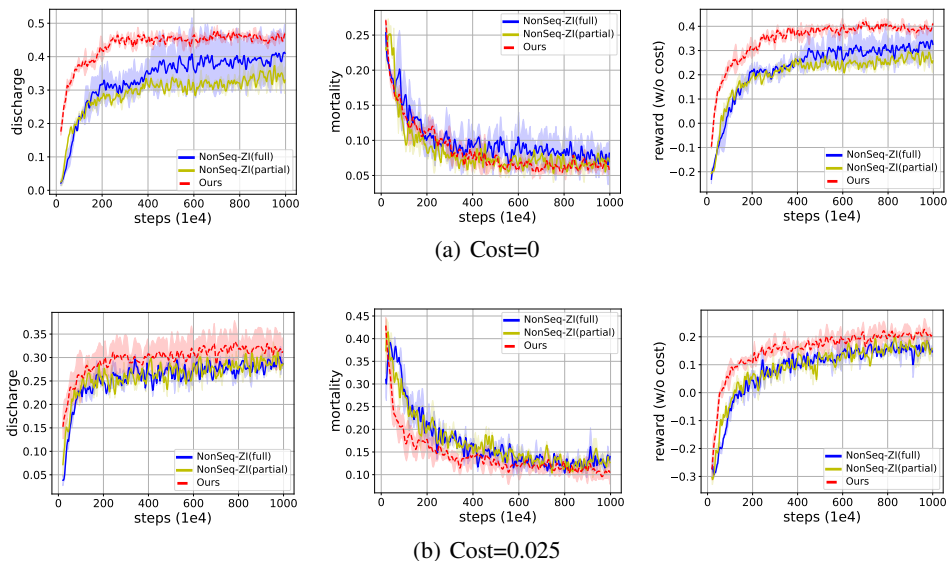 0.5
0.4
0.3
0.2
0.1
0.0
discharge
0 200 400 600 800 1000
steps (1e4)
NonSeq-ZI(full)
NonSeq-ZI(partial)
Ours
0.25
0.20
0.15
0.10
0.05
mortality
0 200 400 600 800 1000
steps (1e4)
NonSeq-ZI(full)
NonSeq-ZI(partial)
Ours
0.4
0.3
0.2
0.1
0.0
−0.1
−0.2
reward (w/o cost)
0 200 400 600 800 1000
steps (1e4)
NonSeq-ZI(full)
NonSeq-ZI(partial)
Ours
(a) Cost=0
0.35
0.30
0.25
0.20
0.15
0.10
0.05
discharge
0 200 400 600 800 1000
steps (1e4)
NonSeq-ZI(full)
NonSeq-ZI(partial)
Ours
0.45
0.40
0.35
0.30
0.25
0.20
0.15
0.10
mortality
0 200 400 600 800 1000
steps (1e4)
NonSeq-ZI(full)
NonSeq-ZI(partial)
Ours
0.2
0.1
0.0
−0.1
−0.2
−0.3
reward (w/o cost)
0 200 400 600 800 1000
steps (1e4)
NonSeq-ZI(full)
NonSeq-ZI(partial)
Ours
(b) Cost=0.025